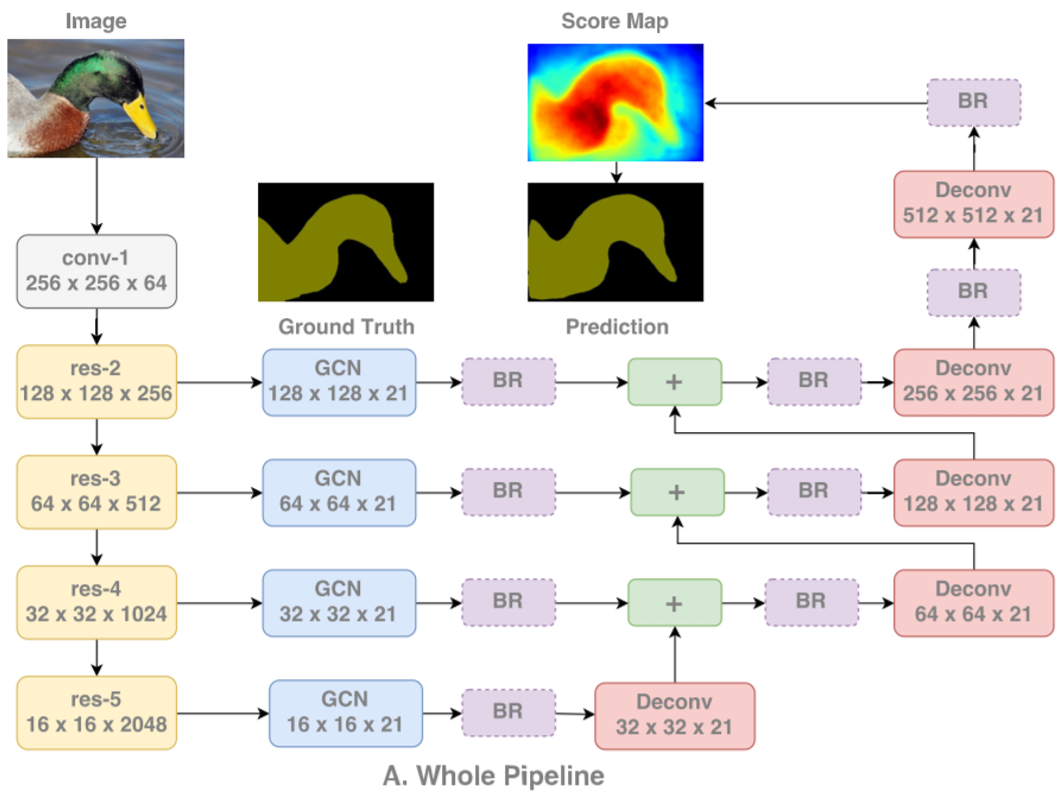 Image
Score Map
BR
Deconv
512 x 512 x 21
conv-1
256 x 256 x 64
BR
Ground Truth
Prediction
res-2
128 x 128 x 256
GCN
128 x 128 x 21
BR
+
BR
Deconv
256 x 256 x 21
res-3
64 x 64 x 512
GCN
64 x 64 x 21
BR
+
BR
Deconv
128 x 128 x 21
res-4
32 x 32 x 1024
GCN
32 x 32 x 21
BR
+
BR
Deconv
64 x 64 x 21
res-5
16 x 16 x 2048
GCN
16 x 16 x 21
BR
Deconv
32 x 32 x 21
A. Whole Pipeline